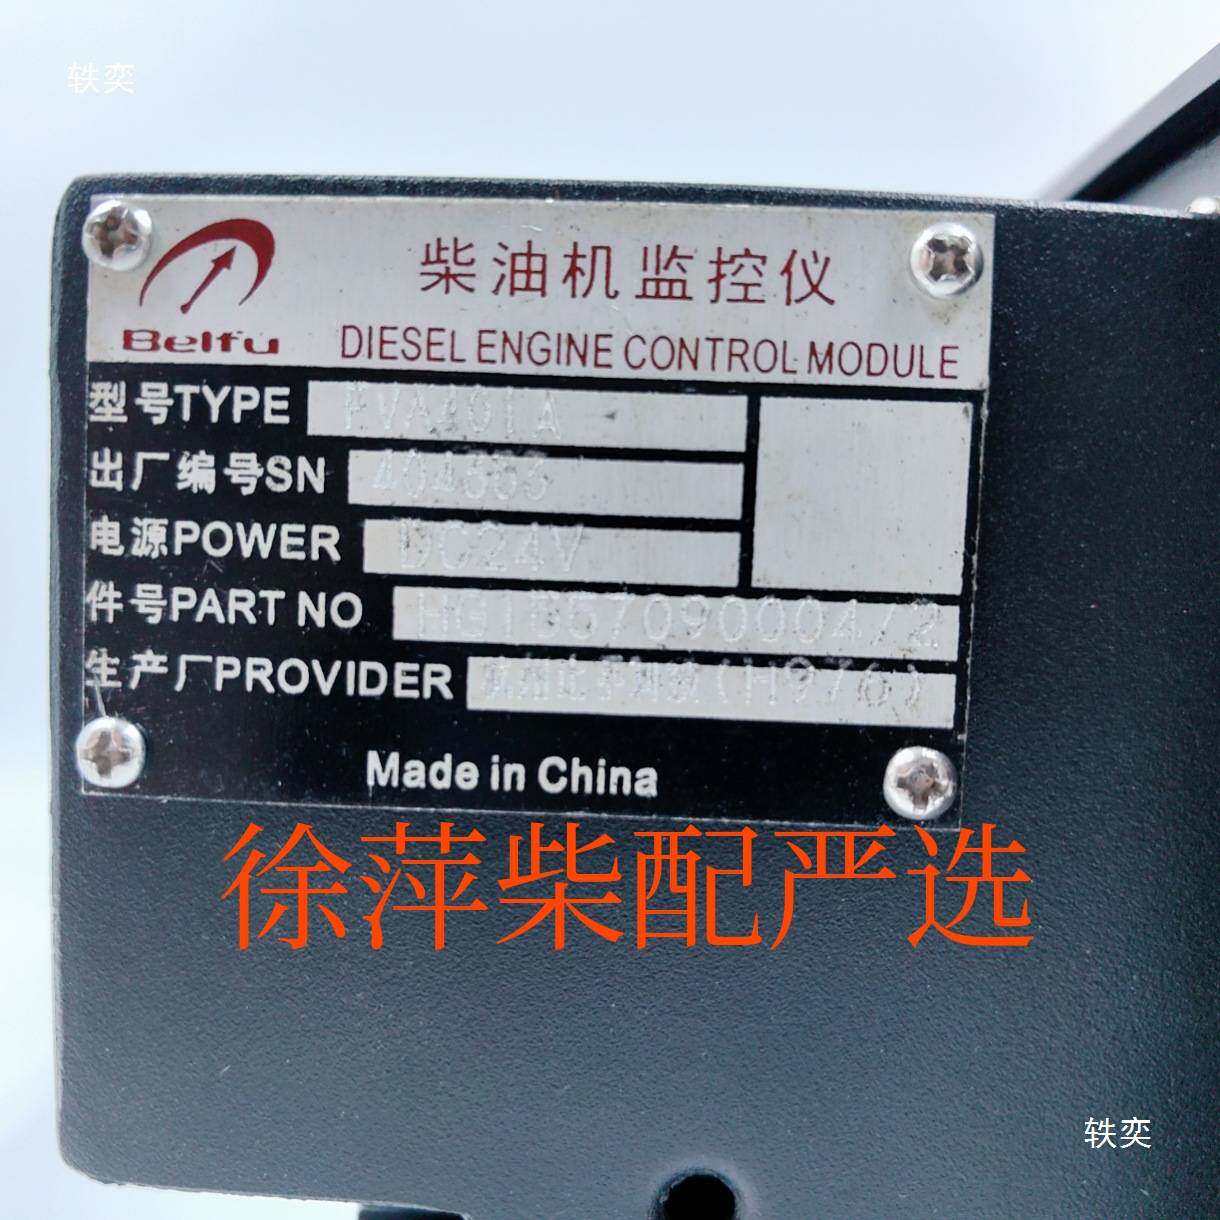 轶奕
柴油机监控仪
Belfu
DIESEL ENGINE CONTROL MODULE
型号TYPE
出厂编号SN
电源POWER DC24V
件号PART NO
生产厂PROVIDER (H976)
Made in China
徐萍柴配严选
轶奕